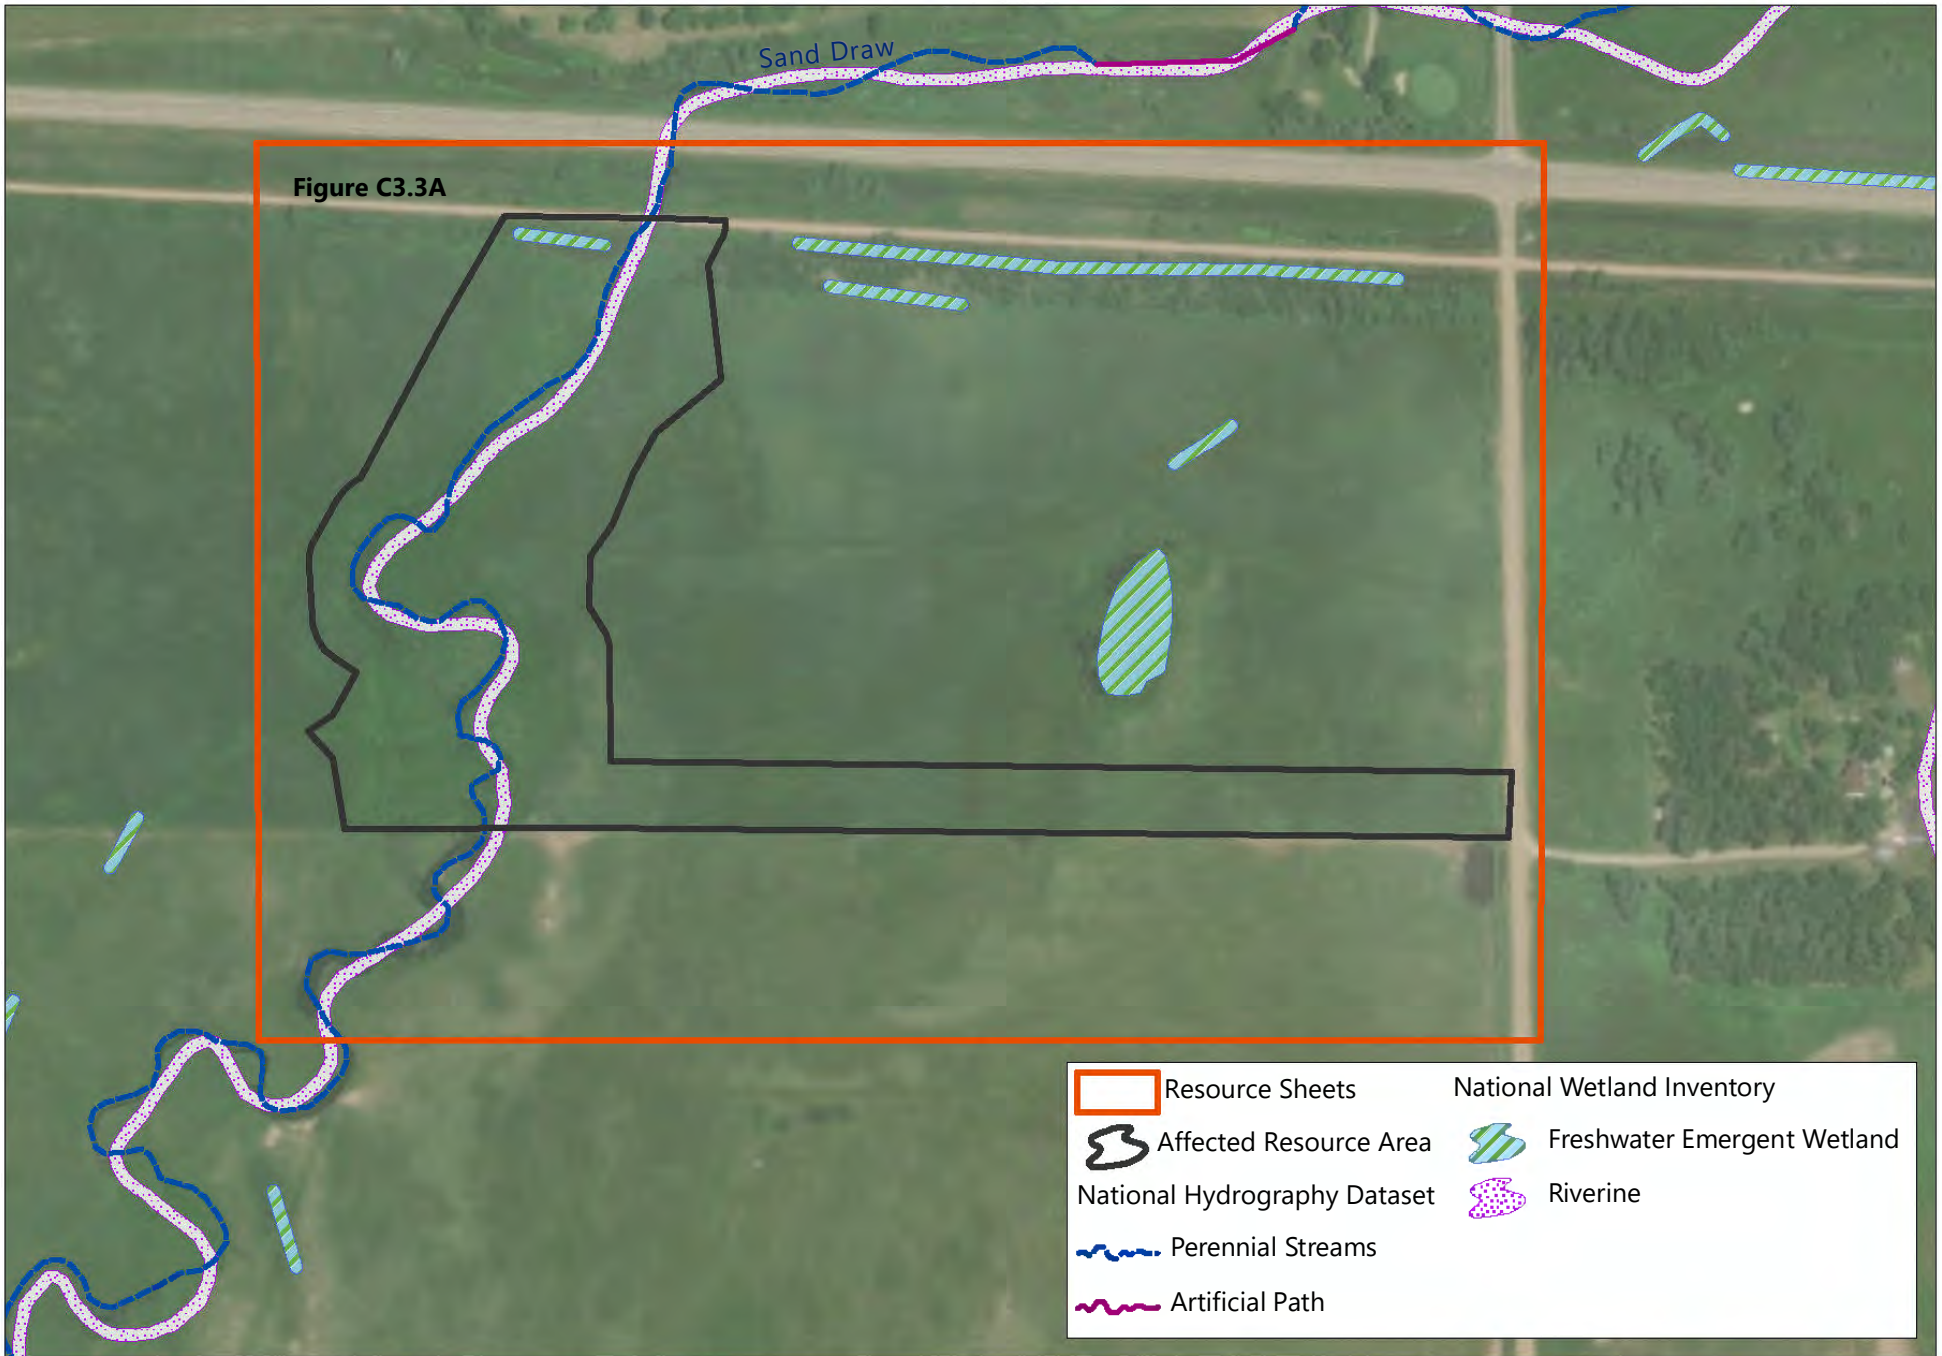 Sand Draw
Figure C3.3A
Resource Sheets
Affected Resource Area
National Hydrography Dataset
Perennial Streams
Artificial Path
National Wetland Inventory
Freshwater Emergent Wetland
Riverine